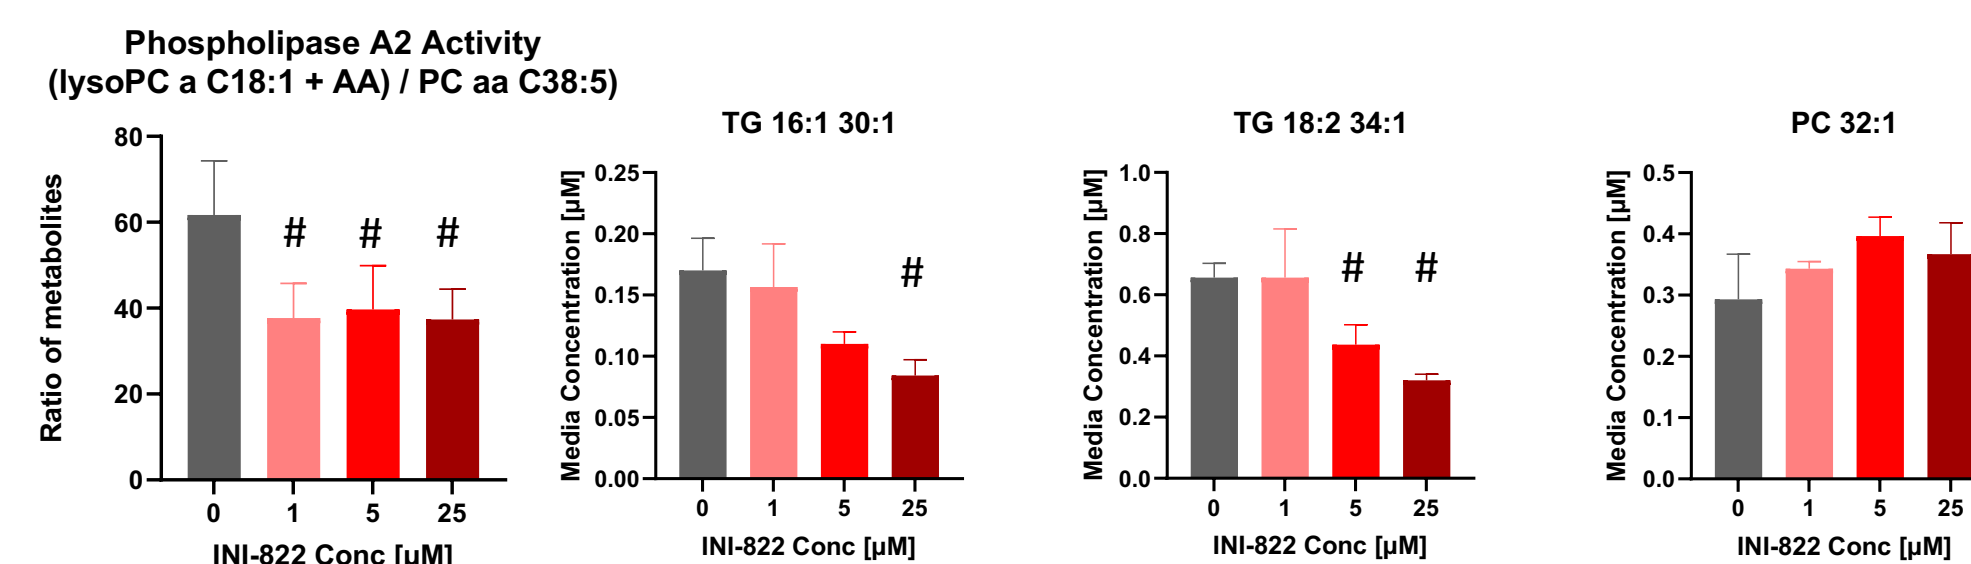 Phospholipase A2 Activity
(lysoPC a C18:1 + AA) / PC aa C38:5)
Ratio of metabolites
80
60
40
20
0
# # #
0 1 5 25
INI-822 Conc [µM]
TG 16:1 30:1
Media Concentration [µM]
0.25
0.20
0.15
0.10
0.05
0.00
#
0 1 5 25
INI-822 Conc [µM]
TG 18:2 34:1
Media Concentration [µM]
1.0
0.8
0.6
0.4
0.2
0.0
# #
0 1 5 25
INI-822 Conc [µM]
PC 32:1
Media Concentration [µM]
0.5
0.4
0.3
0.2
0.1
0.0
0 1 5 25
INI-822 Conc [µM]